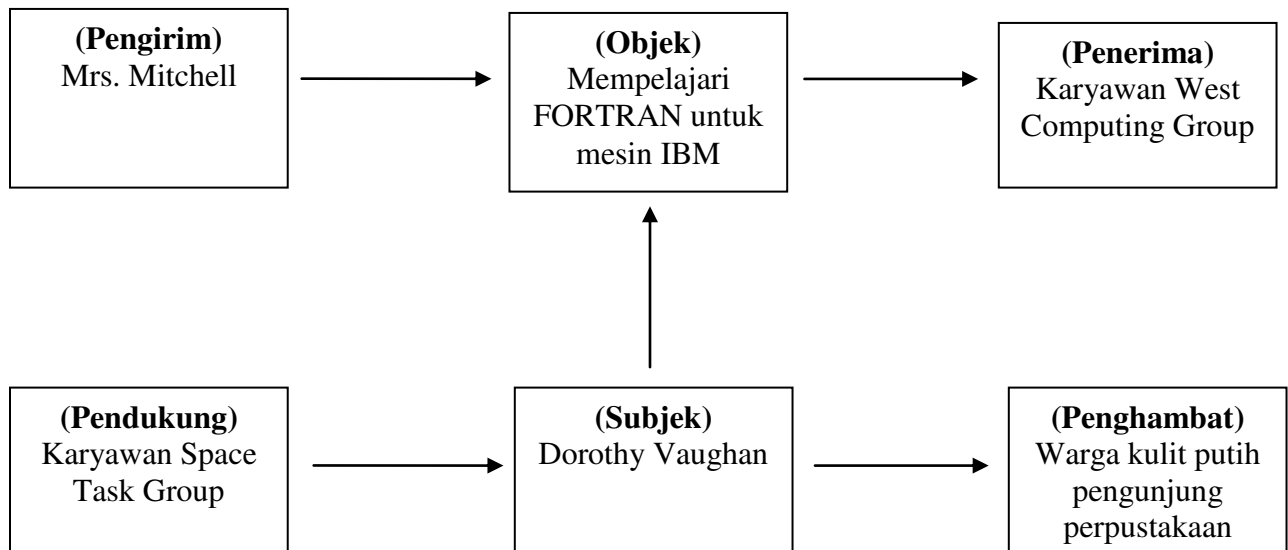 (Pengirim)
Mrs. Mitchell
(Objek)
Mempelajari
FORTRAN untuk
mesin IBM
(Penerima)
Karyawan West
Computing Group
(Pendukung)
Karyawan Space
Task Group
(Subjek)
Dorothy Vaughan
(Penghambat)
Warga kulit putih
pengunjung
perpustakaan